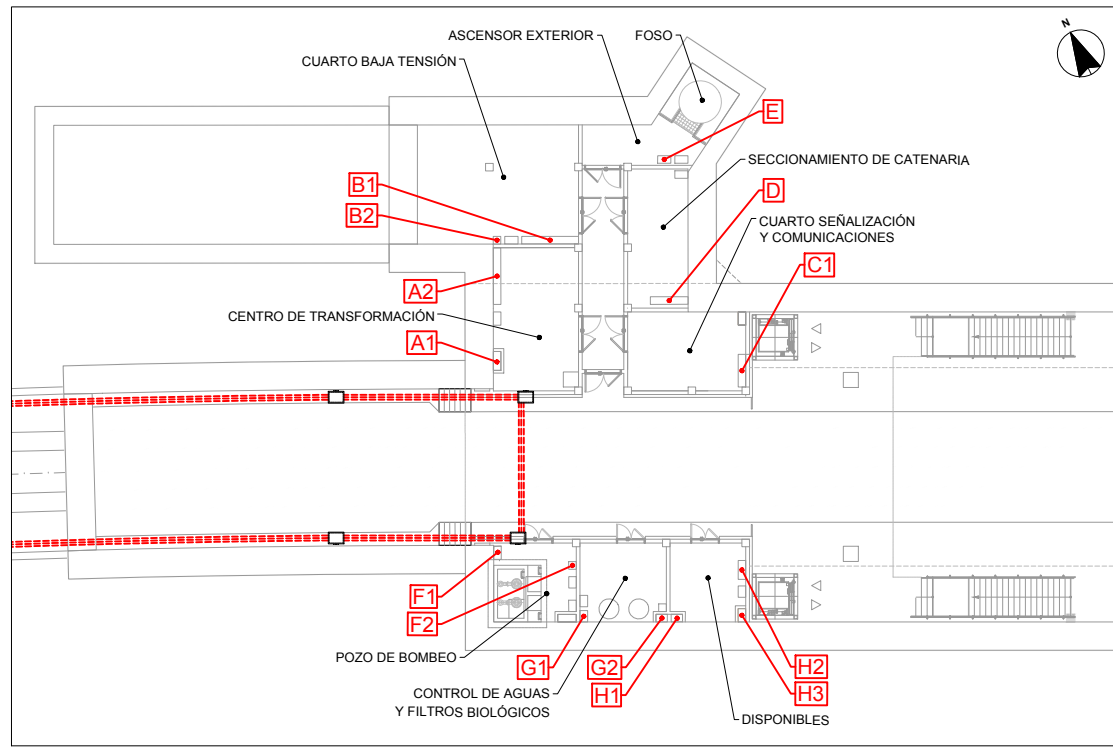 N
ASCENSOR EXTERIOR
FOSO
CUARTO BAJA TENSIÓN
E
SECCIONAMIENTO DE CATENARIA
B1
D
B2
CUARTO SEÑALIZACIÓN
Y COMUNICACIONES
C1
A2
CENTRO DE TRANSFORMACIÓN
A1
F1
F2
POZO DE BOMBEO
G1
G2
H2
CONTROL DE AGUAS
Y FILTROS BIOLÓGICOS
H1
H3
DISPONIBLES